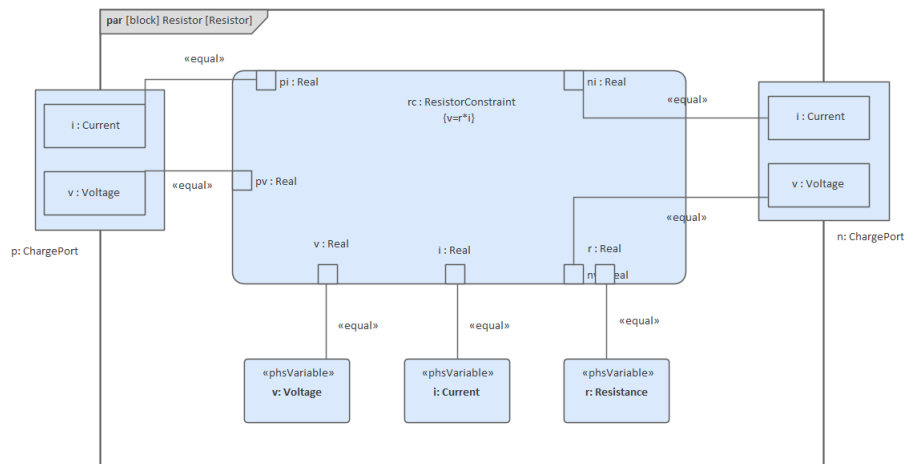 par [block] Resistor [Resistor]
«equal»
pi : Real
ni : Real
rc : ResistorConstraint
{v=r*i}
«equal»
i : Current
i : Current
«equal»
pv : Real
v : Voltage
v : Voltage
«equal»
p: ChargePort
n: ChargePort
v : Real
i : Real
r : Real
«equal»
«equal»
«equal»
«phsVariable»
v: Voltage
«phsVariable»
i: Current
«phsVariable»
r: Resistance